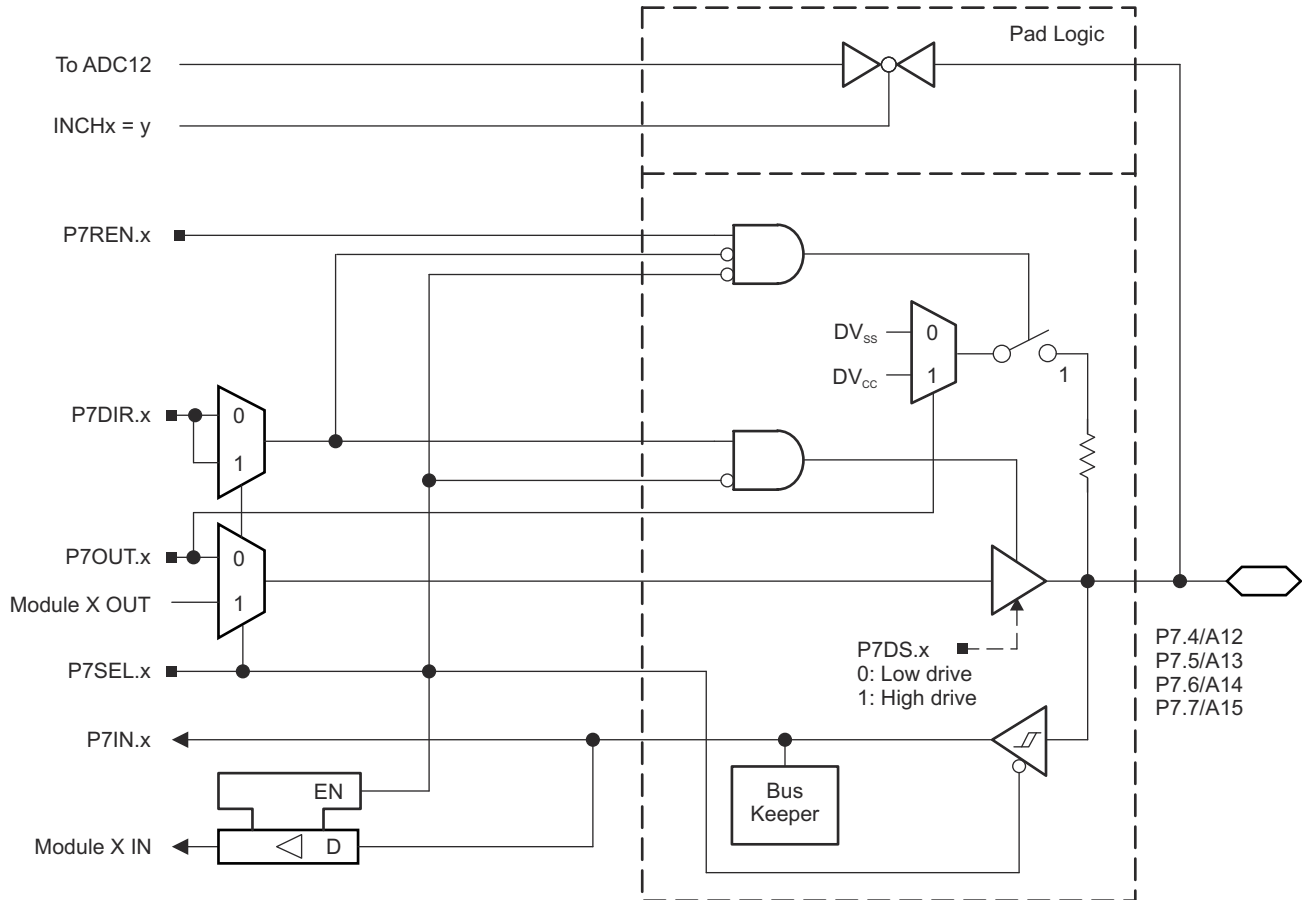 Pad Logic
To ADC12
INCHx = y
P7REN.x
DVSS
0
DVCC
1
1
P7DIR.x
0
1
P7OUT.x
0
Module X OUT
1
P7SEL.x
P7DS.x
0: Low drive
1: High drive
P7.4/A12
P7.5/A13
P7.6/A14
P7.7/A15
P7IN.x
Bus
Keeper
EN
D
Module X IN